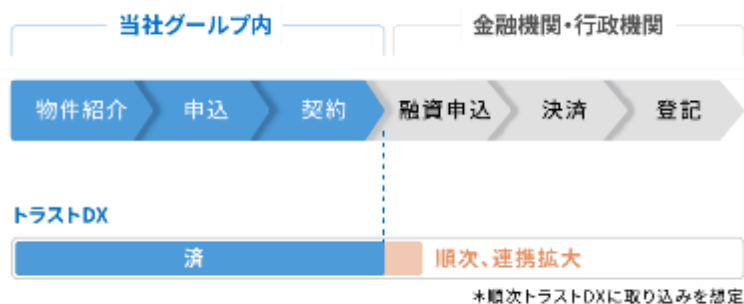 当社グールプ内 金融機関・行政機関
物件紹介 申込 契約 融資申込 決済 登記
トラストDX
済 順次、連携拡大
＊順次トラストDXに取り込みを想定